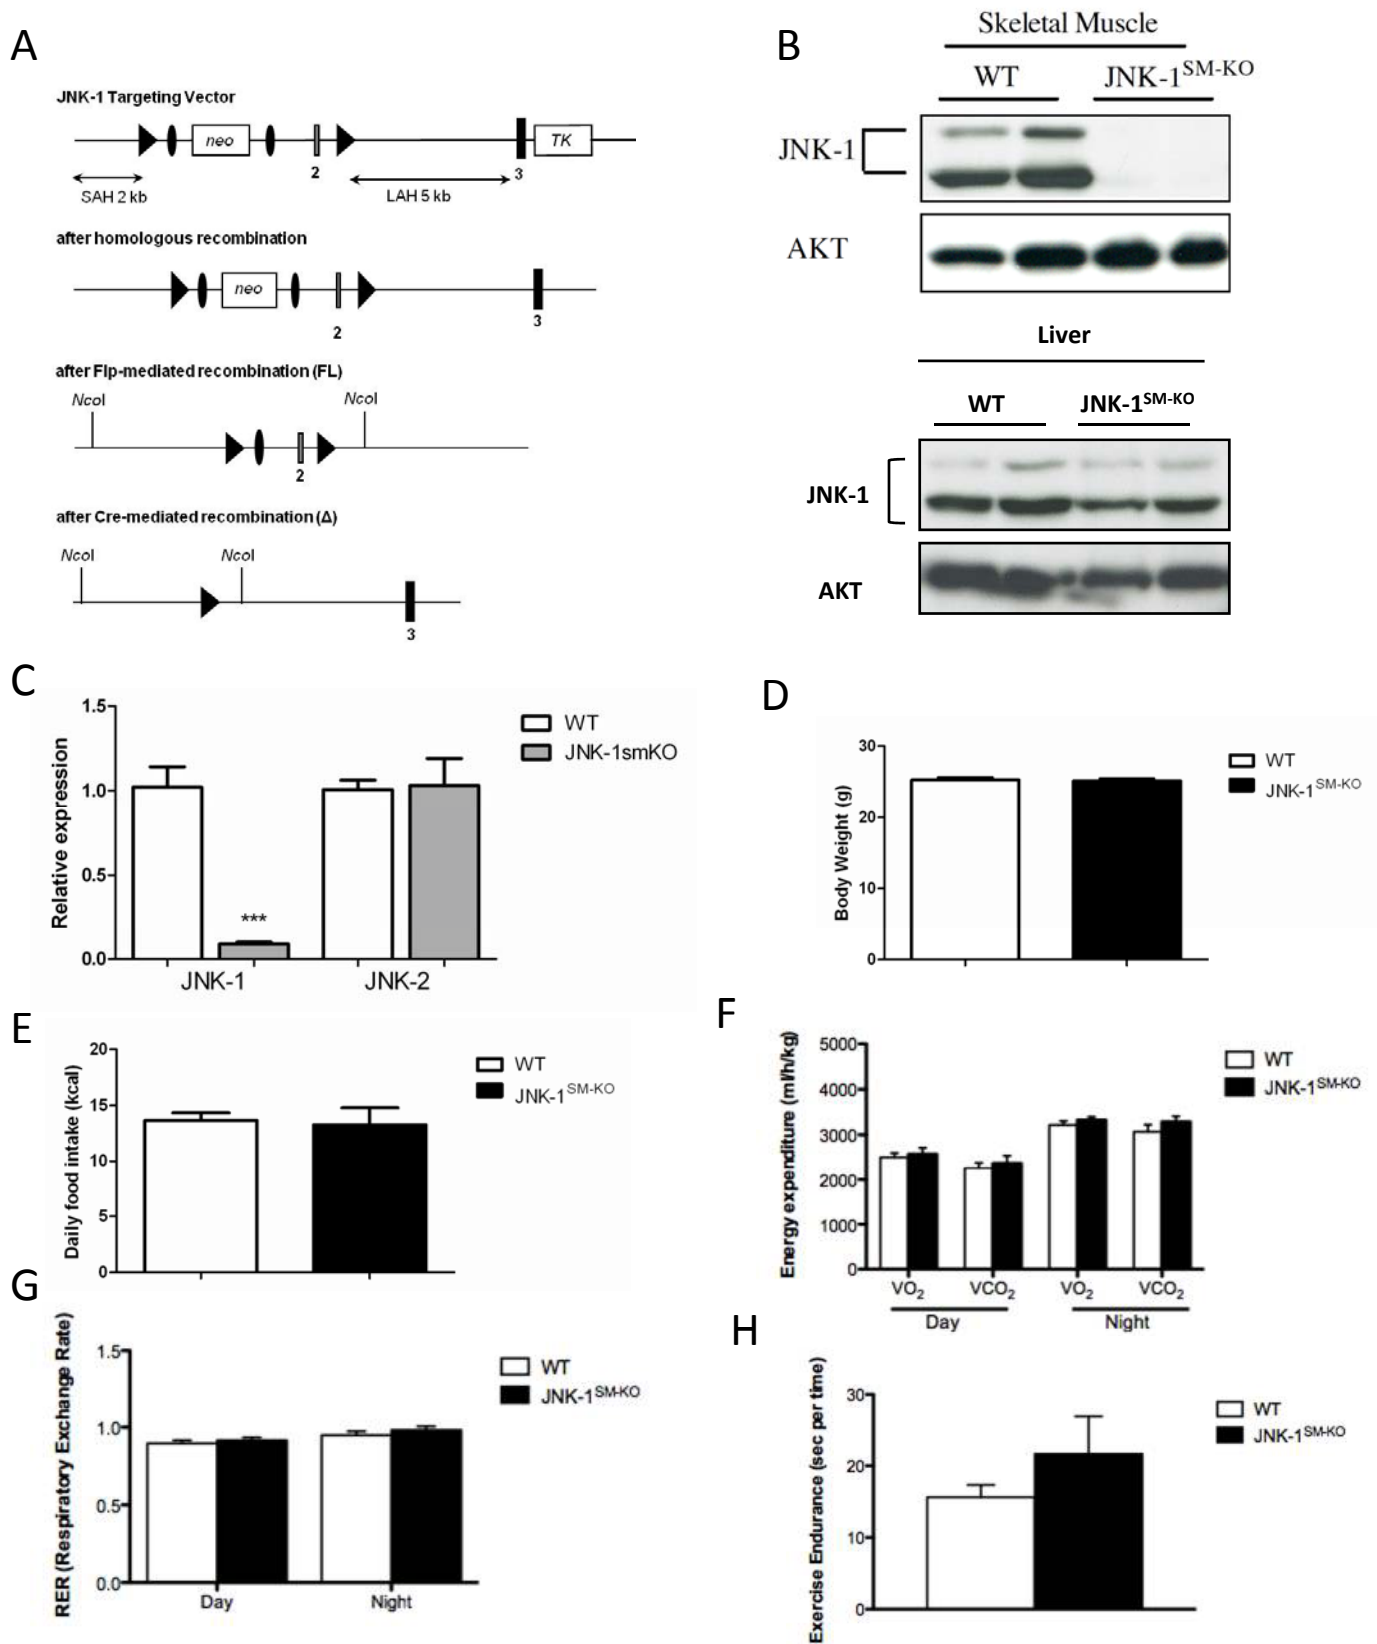 A
JNK-1 Targeting Vector
neo
TK
2
3
SAH 2 kb
LAH 5 kb
after homologous recombination
neo
2
3
after Flp-mediated recombination (FL)
NcoI
NcoI
2
after Cre-mediated recombination (Δ)
NcoI
NcoI
3
B
Skeletal Muscle
WT
JNK-1SM-KO
JNK-1
AKT
Liver
WT
JNK-1SM-KO
JNK-1
AKT
C
Relative expression
1.5
1.0
0.5
0.0
***
JNK-1
JNK-2
WT
JNK-1smKO
D
Body Weight (g)
30
20
10
0
WT
JNK-1SM-KO
E
Daily food intake (kcal)
20
15
10
5
0
WT
JNK-1SM-KO
F
Energy expenditure (ml/h/kg)
5000
4000
3000
2000
1000
0
VO2
VCO2
VO2
VCO2
Day
Night
WT
JNK-1SM-KO
G
RER (Respiratory Exchange Rate)
1.5
1.0
0.5
0.0
Day
Night
WT
JNK-1SM-KO
H
Exercise Endurance (sec per time)
30
20
10
0
WT
JNK-1SM-KO